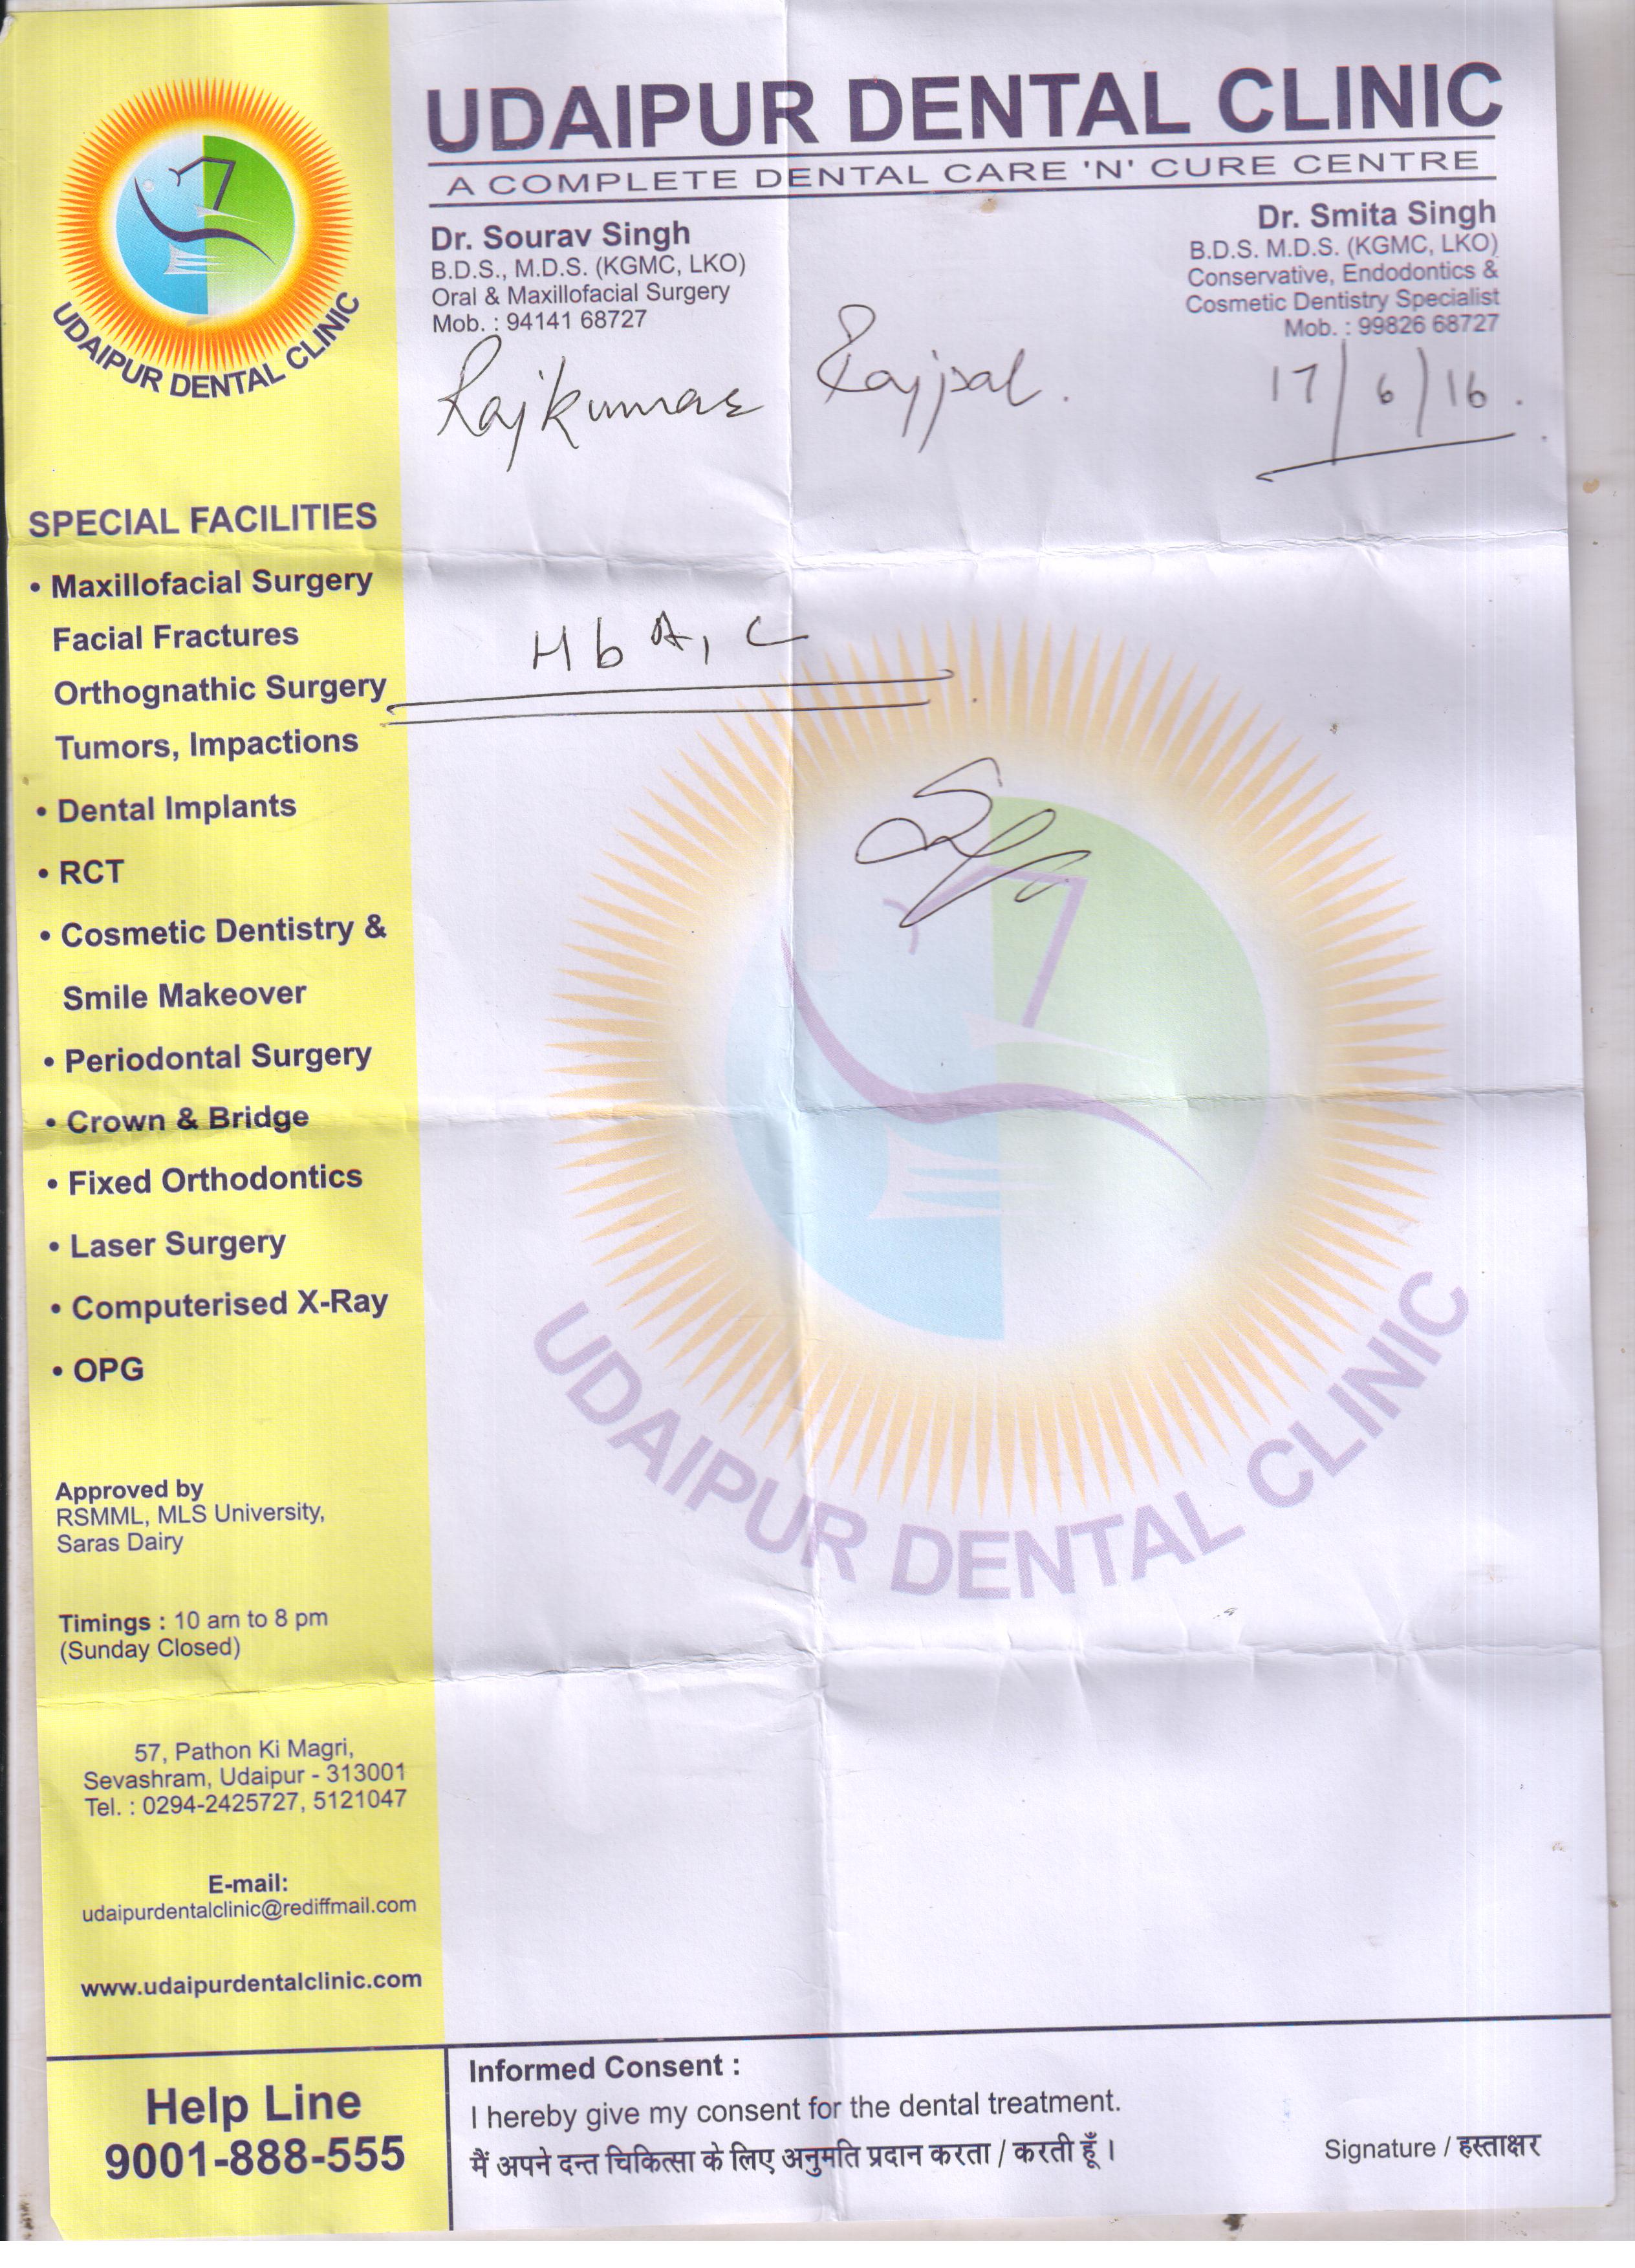 UDAIPUR DENTAL CLINIC
A COMPLETE DENTAL CARE 'N' CURE CENTRE
UDAIPUR DENTAL CLINIC
Dr. Sourav Singh
B.D.S., M.D.S. (KGMC, LKO)
Oral & Maxillofacial Surgery
Mob. : 94141 68727
Dr. Smita Singh
B.D.S. M.D.S. (KGMC, LKO)
Conservative, Endodontics &
Cosmetic Dentistry Specialist
Mob. : 99826 68727
Rajkumar Rajpal. 17/6/16.
HbA1C
SPECIAL FACILITIES
• Maxillofacial Surgery
Facial Fractures
Orthognathic Surgery
Tumors, Impactions
• Dental Implants
• RCT
• Cosmetic Dentistry &
Smile Makeover
• Periodontal Surgery
• Crown & Bridge
• Fixed Orthodontics
• Laser Surgery
• Computerised X-Ray
• OPG
UDAIPUR DENTAL CLINIC
Approved by
RSMML, MLS University,
Saras Dairy
Timings : 10 am to 8 pm
(Sunday Closed)
57, Pathon Ki Magri,
Sevashram, Udaipur - 313001
Tel. : 0294-2425727, 5121047
E-mail:
udaipurdentalclinic@rediffmail.com
www.udaipurdentalclinic.com
Help Line
9001-888-555
Informed Consent :
I hereby give my consent for the dental treatment.
मैं अपने दन्त चिकित्सा के लिए अनुमति प्रदान करता / करती हूँ ।
Signature / हस्ताक्षर